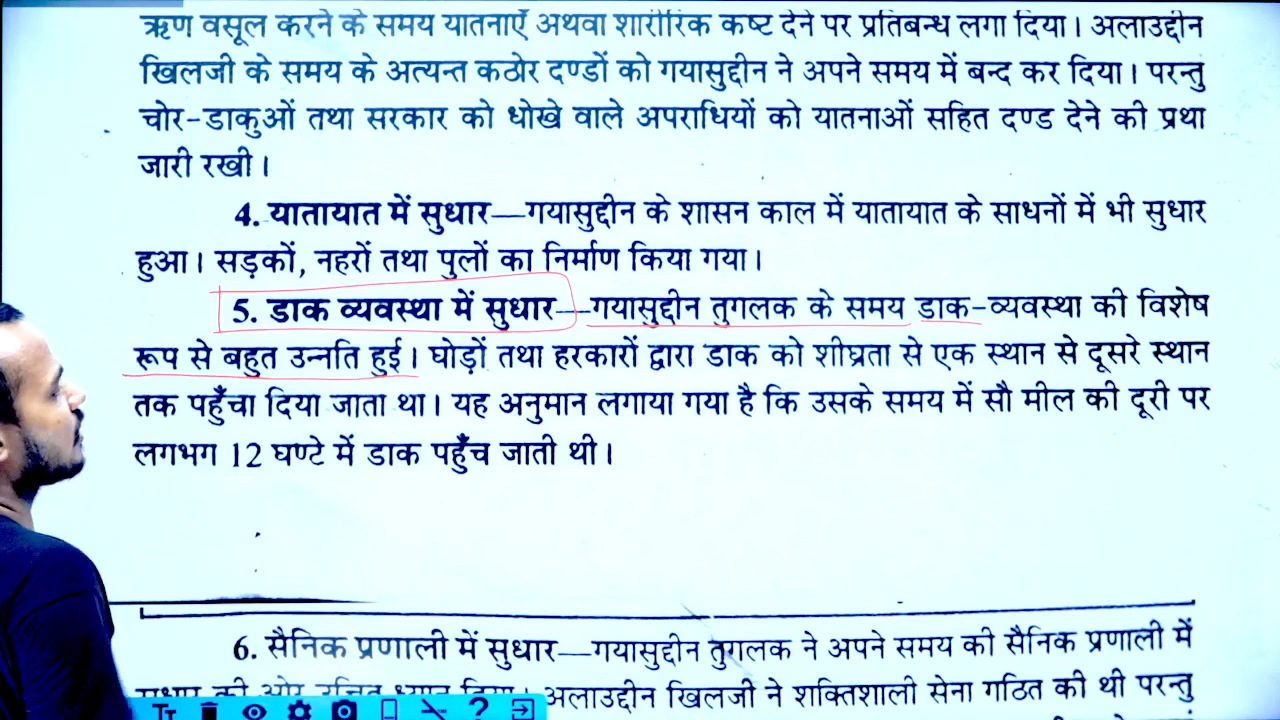 ऋण वसूल करने के समय यातनाएँ अथवा शारीरिक कष्ट देने पर प्रतिबन्ध लगा दिया। अलाउद्दीन
खिलजी के समय के अत्यन्त कठोर दण्डों को गयासुद्दीन ने अपने समय में बन्द कर दिया। परन्तु
चोर-डाकुओं तथा सरकार को धोखे वाले अपराधियों को यातनाओं सहित दण्ड देने की प्रथा
जारी रखी।
4. यातायात में सुधार—गयासुद्दीन के शासन काल में यातायात के साधनों में भी सुधार
हुआ। सड़कों, नहरों तथा पुलों का निर्माण किया गया।
5. डाक व्यवस्था में सुधार—गयासुद्दीन तुगलक के समय डाक-व्यवस्था की विशेष
रूप से बहुत उन्नति हुई। घोड़ों तथा हरकारों द्वारा डाक को शीघ्रता से एक स्थान से दूसरे स्थान
तक पहुँचा दिया जाता था। यह अनुमान लगाया गया है कि उसके समय में सौ मील की दूरी पर
लगभग 12 घण्टे में डाक पहुँच जाती थी।
6. सैनिक प्रणाली में सुधार—गयासुद्दीन तुगलक ने अपने समय की सैनिक प्रणाली में
सुधार की ओर उचित ध्यान दिया। अलाउद्दीन खिलजी ने शक्तिशाली सेना गठित की थी परन्तु